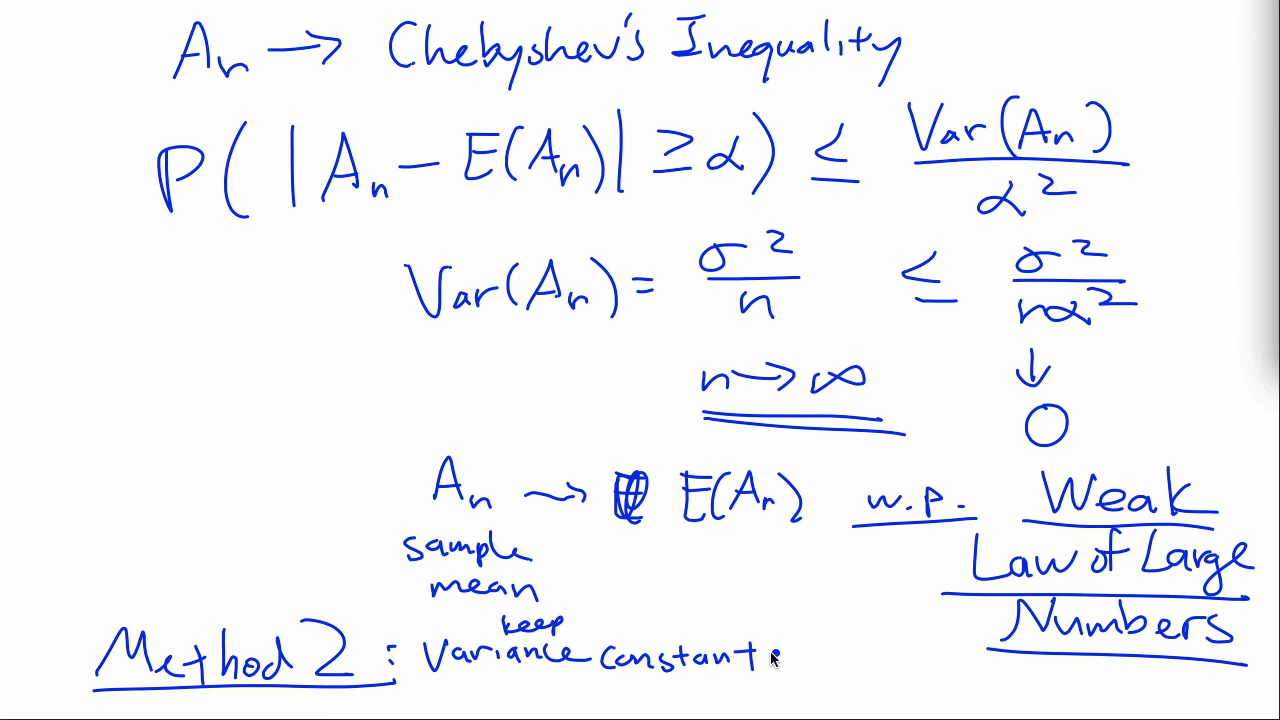 An → Chebyshev's Inequality
P( | An − E(An) | ≥ α ) ≤ Var(An) / α²
Var(An) = σ² / n ≤ σ² / nα²
n → ∞ ↓
0
An → E(An) w.p. Weak
sample Law of Large
mean Numbers
keep
Method 2 : Variance constant.